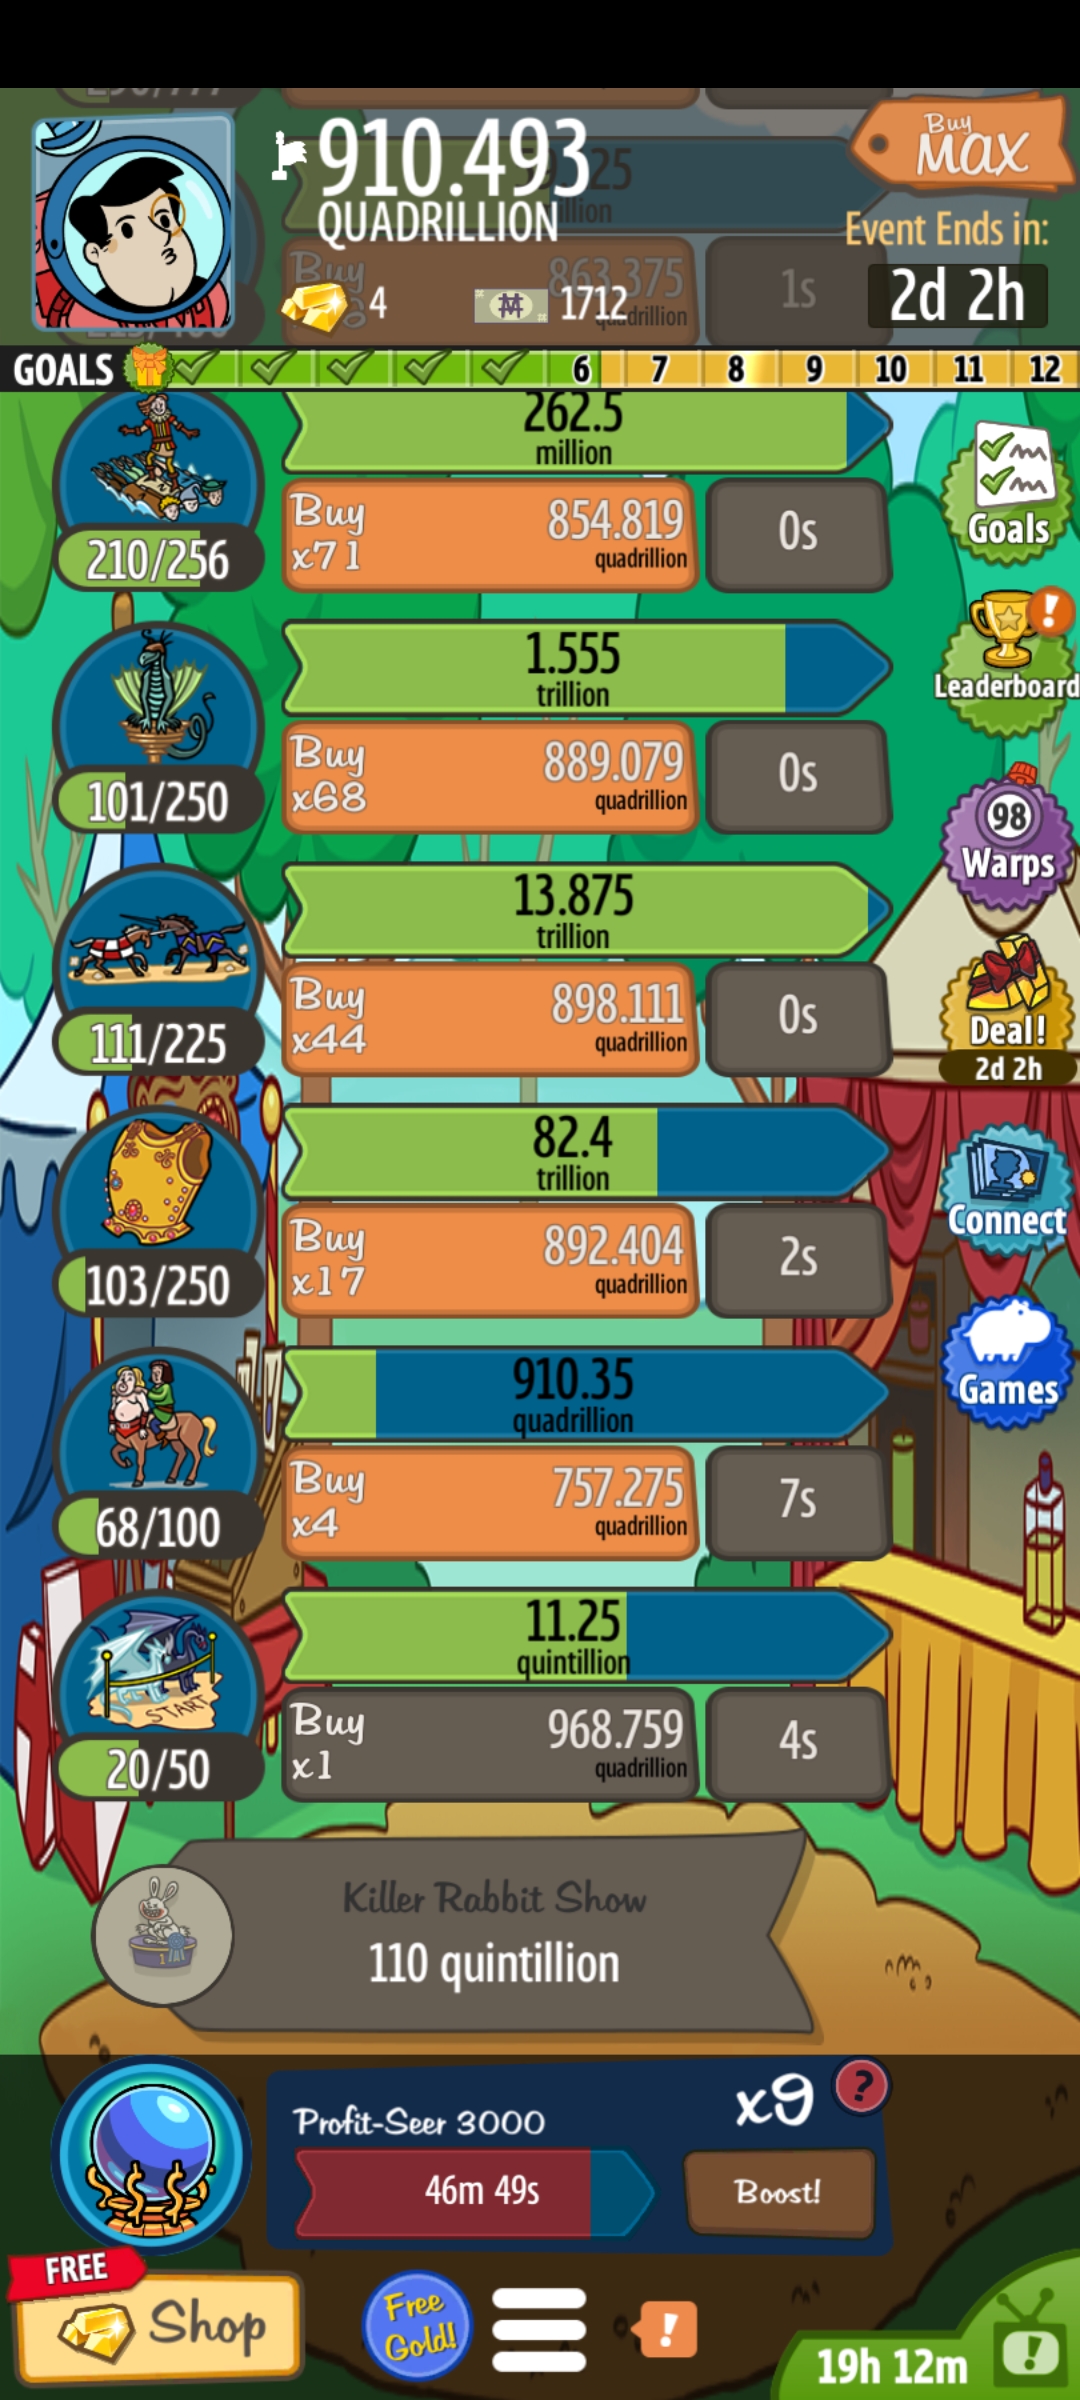 910.493
QUADRILLION
4
1712
Buy
MAX
Event Ends in:
2d 2h
Buy
863.375
1s
GOALS
6
7
8
9
10
11
12
262.5
million
210/256
Buy
x71
854.819
quadrillion
0s
Goals
1.555
trillion
Leaderboard
101/250
Buy
x68
889.079
quadrillion
0s
98
Warps
13.875
trillion
111/225
Buy
x44
898.111
quadrillion
0s
Deal!
2d 2h
82.4
trillion
103/250
Buy
x17
892.404
quadrillion
2s
Connect
910.35
quadrillion
68/100
Buy
x4
757.275
quadrillion
7s
Games
11.25
quintillion
START
20/50
Buy
x1
968.759
quadrillion
4s
Killer Rabbit Show
110 quintillion
1
Profit-Seer 3000
x9
?
46m 49s
Boost!
FREE
Shop
Free
Gold!
!
19h 12m
!